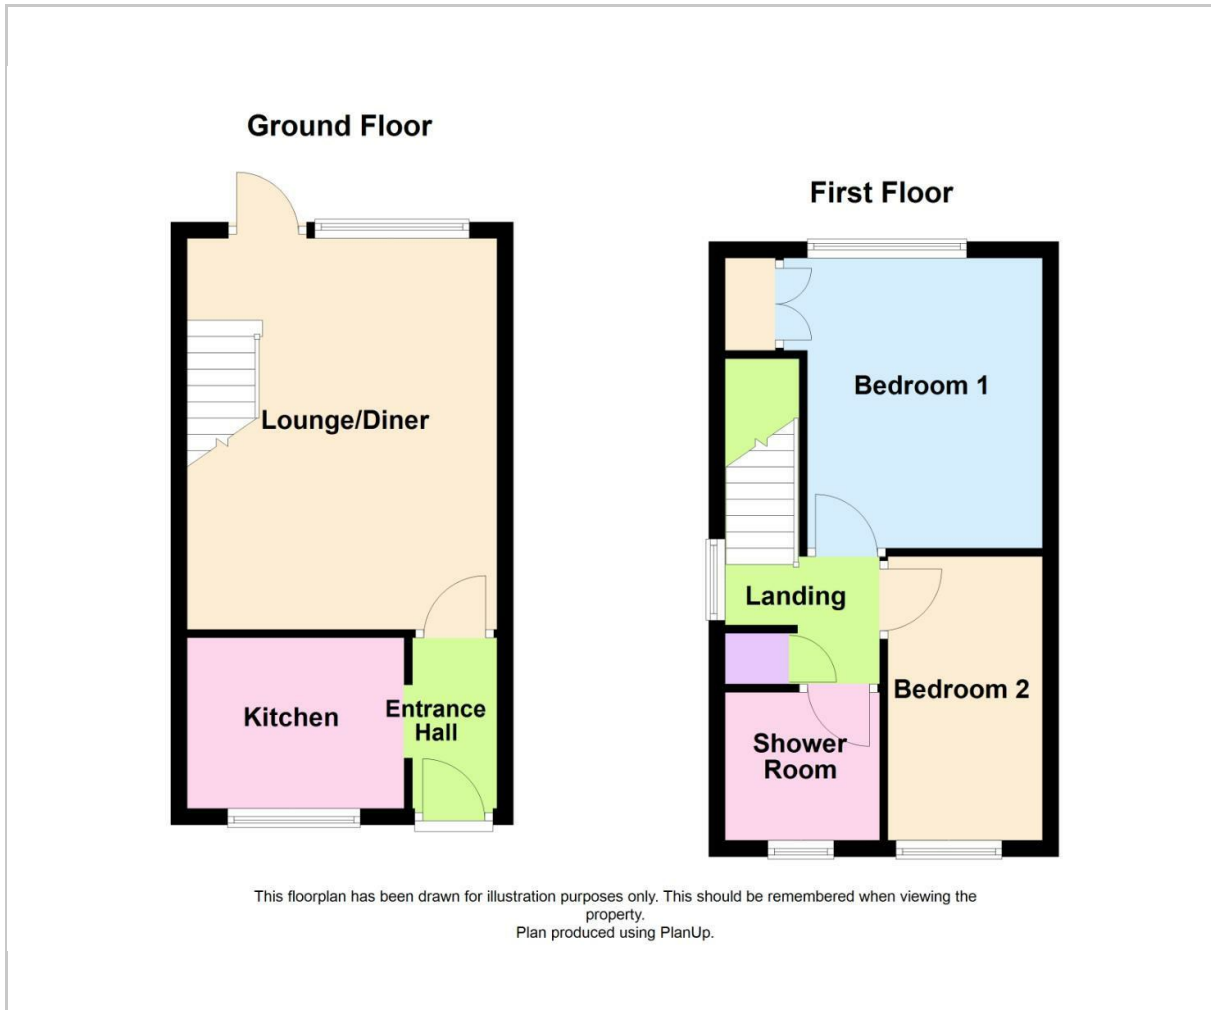 Ground Floor
Lounge/Diner
Kitchen
Entrance
Hall
First Floor
Bedroom 1
Landing
Bedroom 2
Shower
Room
This floorplan has been drawn for illustration purposes only. This should be remembered when viewing the
property.
Plan produced using PlanUp.